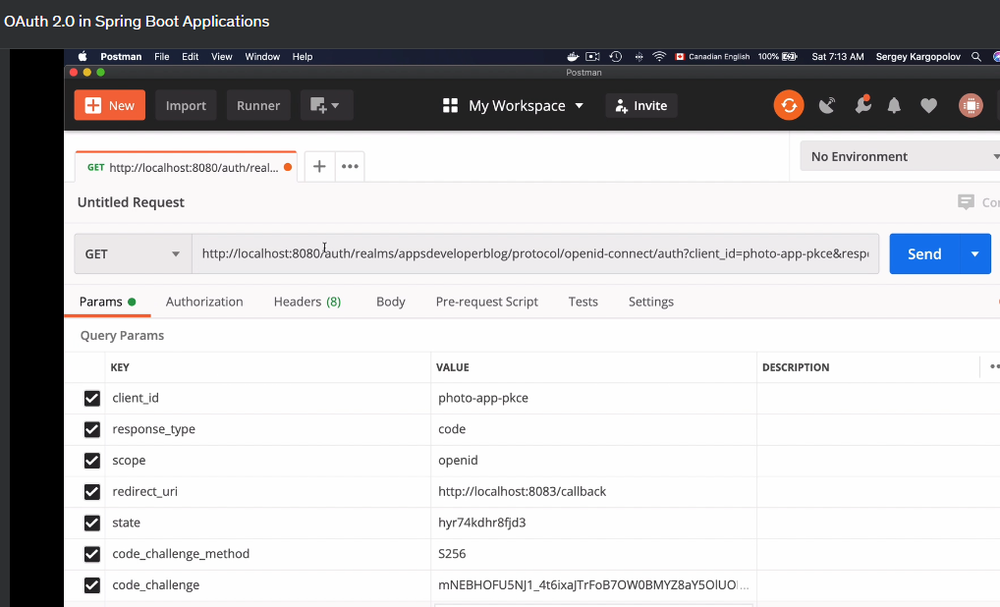 OAuth 2.0 in Spring Boot Applications
Postman File Edit View Window Help Canadian English 100% Sat 7:13 AM Sergey Kargopolov
Postman
New Import Runner My Workspace Invite
GET http://localhost:8080/auth/real... No Environment
Untitled Request
GET http://localhost:8080/auth/realms/appsdeveloperblog/protocol/openid-connect/auth?client_id=photo-app-pkce&resp Send
Params Authorization Headers (8) Body Pre-request Script Tests Settings
Query Params
KEY VALUE DESCRIPTION
client_id photo-app-pkce
response_type code
scope openid
redirect_uri http://localhost:8083/callback
state hyr74kdhr8fjd3
code_challenge_method S256
code_challenge mNEBHOFU5NJ1_4t6ixaJTrFoB7OW0BMYZ8aY5OlUO...